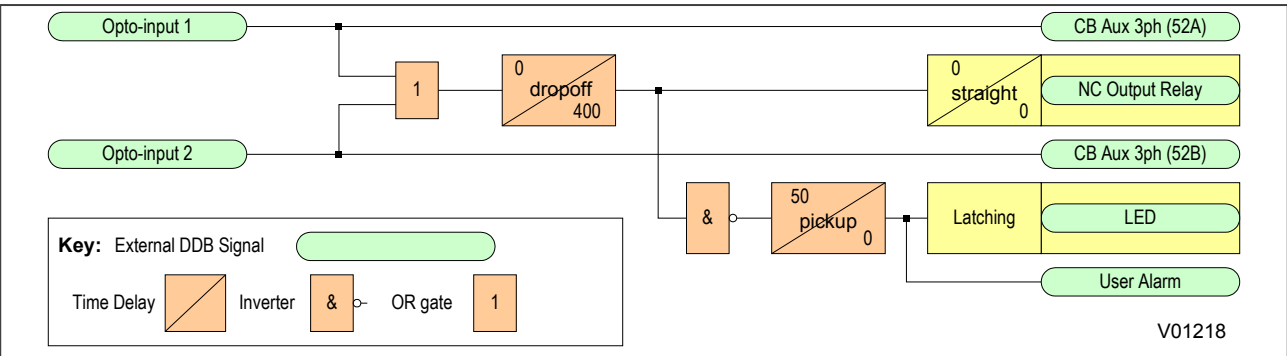 Opto-input 1
CB Aux 3ph (52A)
1
0
dropoff
400
0
straight
0
NC Output Relay
Opto-input 2
CB Aux 3ph (52B)
&
50
pickup
0
Latching
LED
User Alarm
Key: External DDB Signal
Time Delay
Inverter
&
OR gate
1
V01218